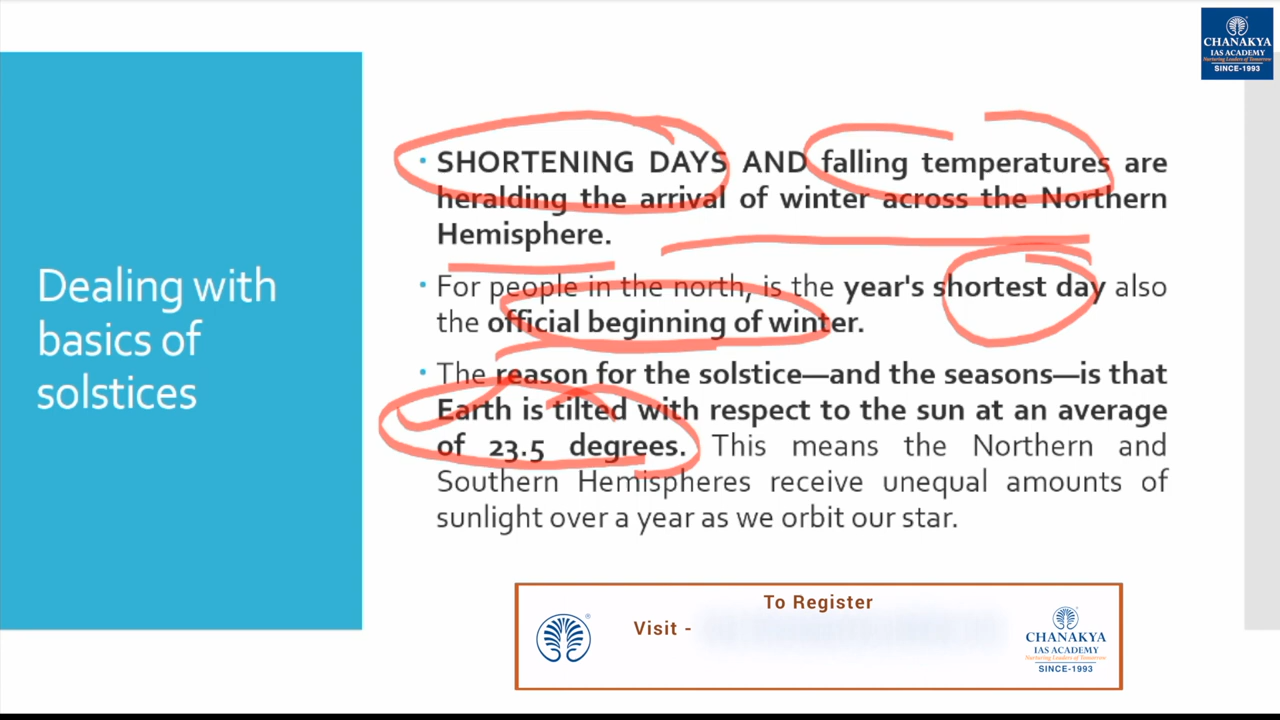 CHANAKYA
IAS ACADEMY
Nurturing Leaders of Tomorrow
SINCE-1993
Dealing with
basics of
solstices
• SHORTENING DAYS AND falling temperatures are
heralding the arrival of winter across the Northern
Hemisphere.
• For people in the north, is the year's shortest day also
the official beginning of winter.
• The reason for the solstice—and the seasons—is that
Earth is tilted with respect to the sun at an average
of 23.5 degrees. This means the Northern and
Southern Hemispheres receive unequal amounts of
sunlight over a year as we orbit our star.
To Register
Visit -
®
CHANAKYA
IAS ACADEMY
Nurturing Leaders of Tomorrow
SINCE-1993